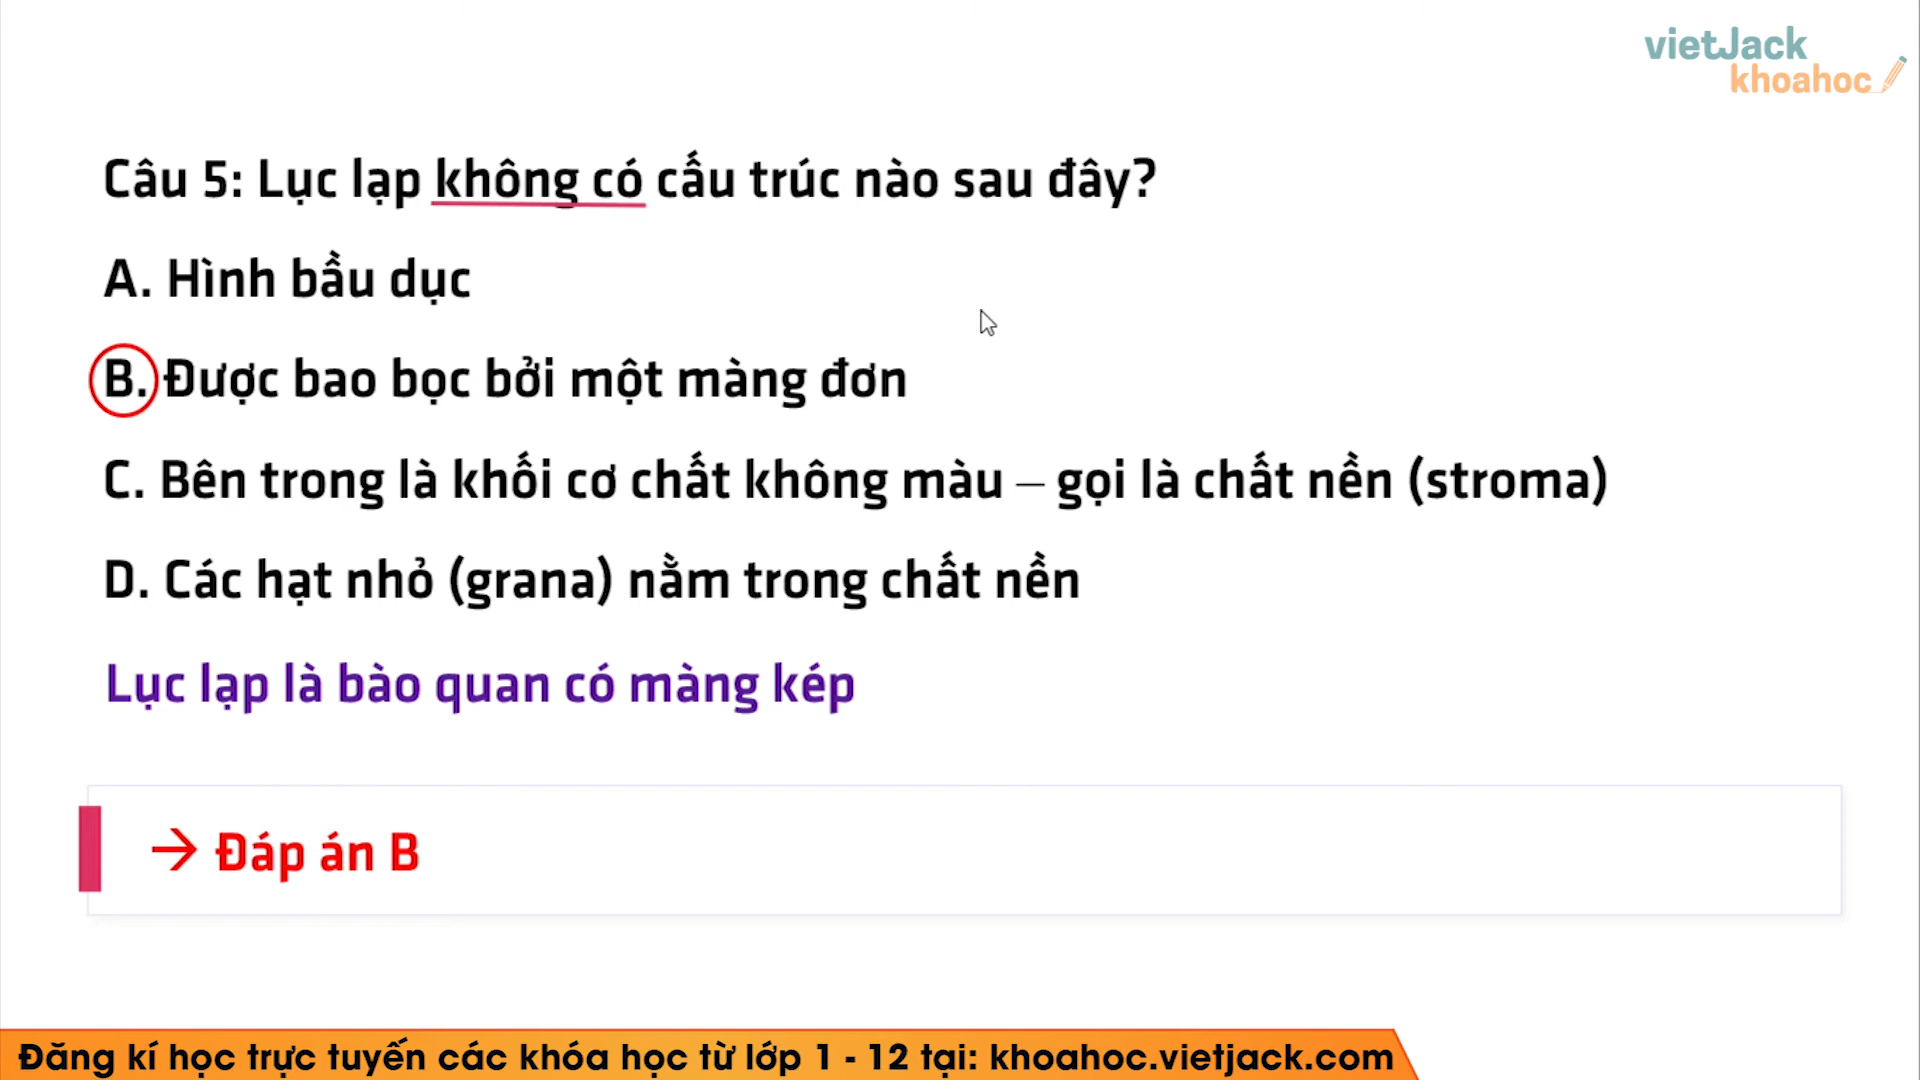 vietJack
khoahoc
Câu 5: Lục lạp không có cấu trúc nào sau đây?
A. Hình bầu dục
B. Được bao bọc bởi một màng đơn
C. Bên trong là khối cơ chất không màu – gọi là chất nền (stroma)
D. Các hạt nhỏ (grana) nằm trong chất nền
Lục lạp là bào quan có màng kép
→ Đáp án B
Đăng kí học trực tuyến các khóa học từ lớp 1 - 12 tại: khoahoc.vietjack.com